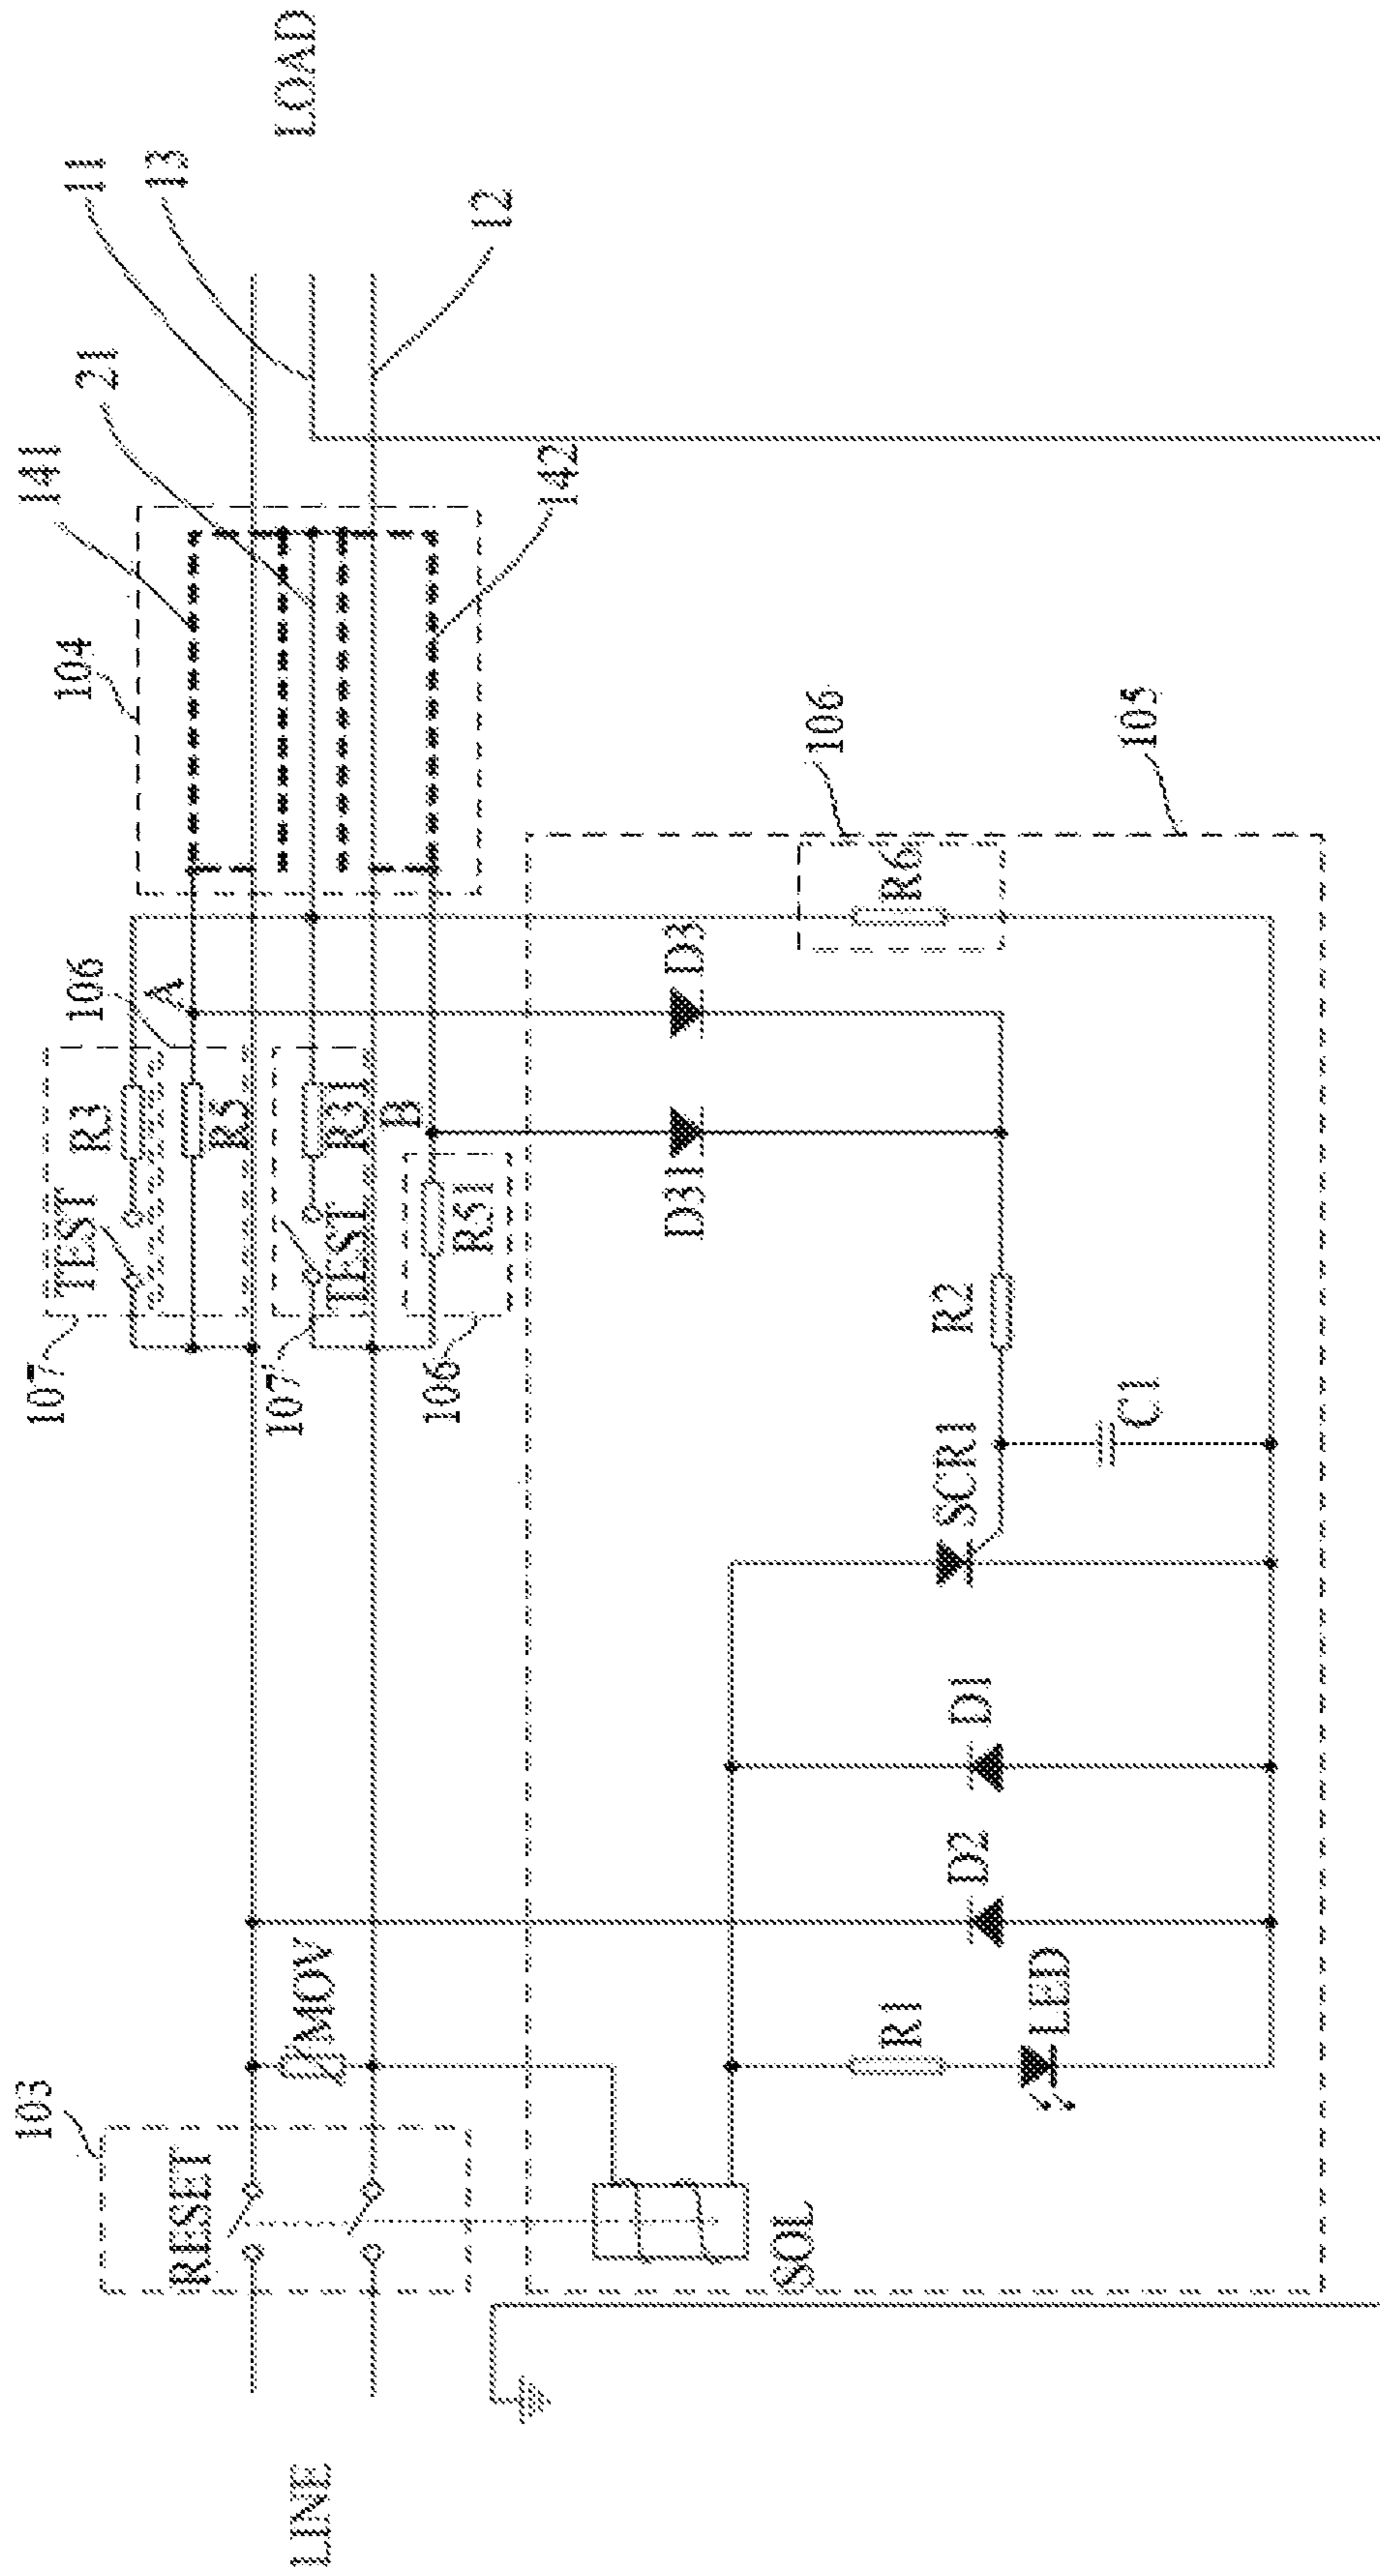 LOAD
11
13
12
21
141
142
104
106
105
106
A
R6
D3
R3
R5
R31
B
TEST
TEST
R51
D31
107
107'
106
R2
C1
SCR1
D1
D2
MOV
R1
LED
103
RESET
SOL
LINE